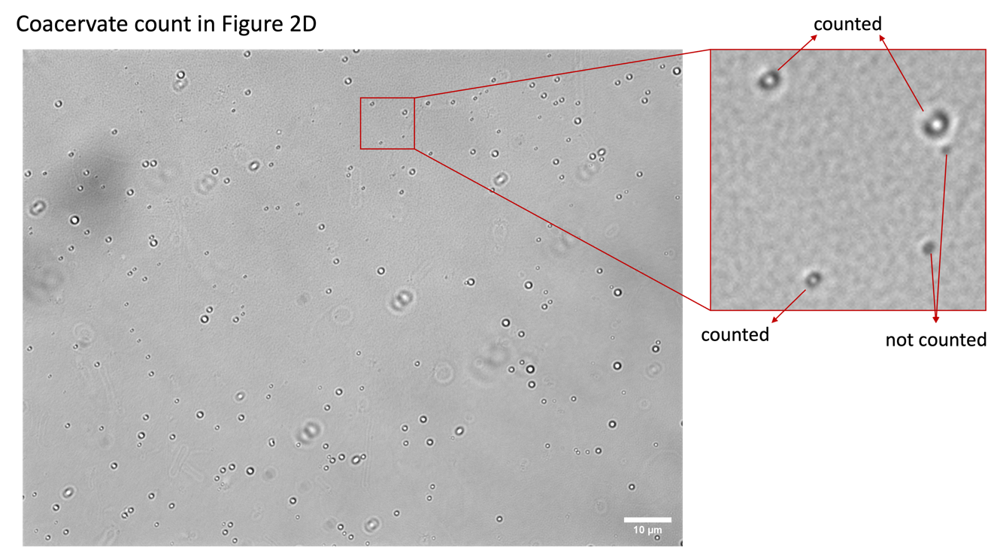 Coacervate count in Figure 2D
counted
counted
not counted
10 µm